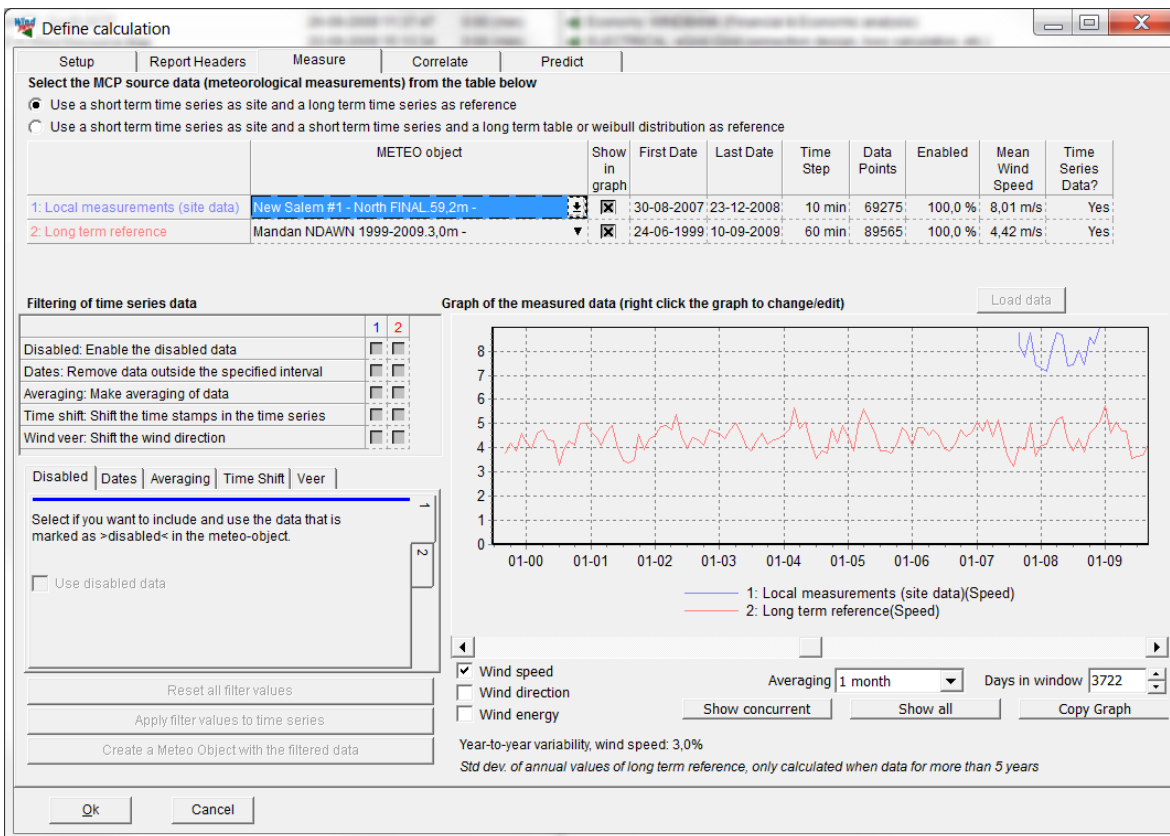 Define calculation
Setup Report Headers Measure Correlate Predict
Select the MCP source data (meteorological measurements) from the table below
Use a short term time series as site and a long term time series as reference
Use a short term time series as site and a short term time series and a long term table or weibull distribution as reference
METEO object Show in graph First Date Last Date Time Step Data Points Enabled Mean Wind Speed Time Series Data?
1: Local measurements (site data) New Salem #1 - North FINAL.59,2m - 30-08-2007 23-12-2008 10 min 69275 100,0 % 8,01 m/s Yes
2: Long term reference Mandan NDAWN 1999-2009.3,0m - 24-06-1999 10-09-2009 60 min 89565 100,0 % 4,42 m/s Yes
Filtering of time series data
1 2
Disabled: Enable the disabled data
Dates: Remove data outside the specified interval
Averaging: Make averaging of data
Time shift: Shift the time stamps in the time series
Wind veer: Shift the wind direction
Disabled Dates Averaging Time Shift Veer
1
Select if you want to include and use the data that is
marked as >disabled< in the meteo-object.
2
Use disabled data
Reset all filter values
Apply filter values to time series
Create a Meteo Object with the filtered data
Graph of the measured data (right click the graph to change/edit) Load data
8
7
6
5
4
3
2
1
0
01-00 01-01 01-02 01-03 01-04 01-05 01-06 01-07 01-08 01-09
1: Local measurements (site data)(Speed)
2: Long term reference(Speed)
Wind speed
Wind direction
Wind energy
Averaging 1 month Days in window 3722
Show concurrent Show all Copy Graph
Year-to-year variability, wind speed: 3,0%
Std dev. of annual values of long term reference, only calculated when data for more than 5 years
Ok Cancel